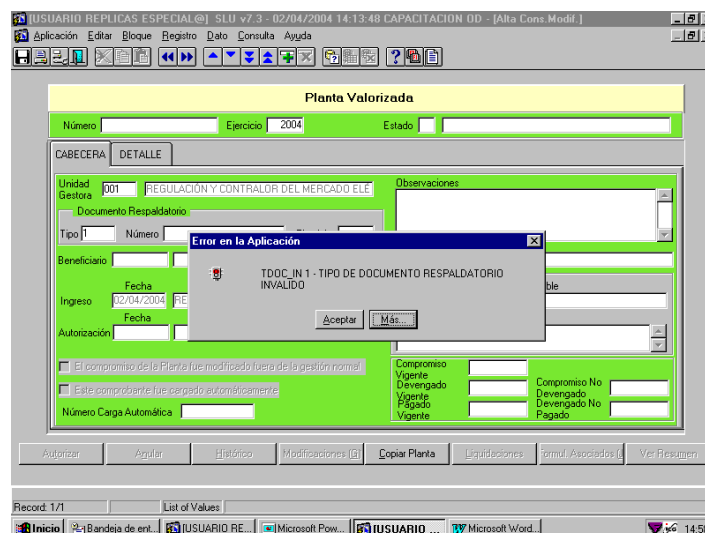 [USUARIO REPLICAS ESPECIAL@] SLU v7.3 - 02/04/2004 14:13:48 CAPACITACION OD - [Alta Cons.Modif.]
Aplicación Editar Bloque Registro Dato Consulta Ayuda
Planta Valorizada
Número Ejercicio 2004 Estado
CABECERA DETALLE
Unidad Gestora 001 REGULACIÓN Y CONTRALOR DEL MERCADO ELÉ
Observaciones
Documento Respaldatorio
Tipo 1 Número
Error en la Aplicación
TDOC_IN 1 - TIPO DE DOCUMENTO RESPALDATORIO
INVALIDO
Aceptar Más...
Beneficiario
Fecha
ble
Ingreso 02/04/2004 RE
Fecha
Autorización
El compromiso de la Planta fue modificado fuera de la gestión normal
Este comprobante fue cargado automáticamente
Número Carga Automática
Compromiso Vigente
Devengado Vigente
Compromiso No Devengado
Pagado Vigente
Devengado No Pagado
Autorizar Anular Histórico Modificaciones (G) Copiar Planta Liquidaciones Formul. Asociados Ver Resumen
Record: 1/1 List of Values
Inicio Bandeja de ent... [USUARIO RE... Microsoft Pow... [USUARIO ... Microsoft Word...